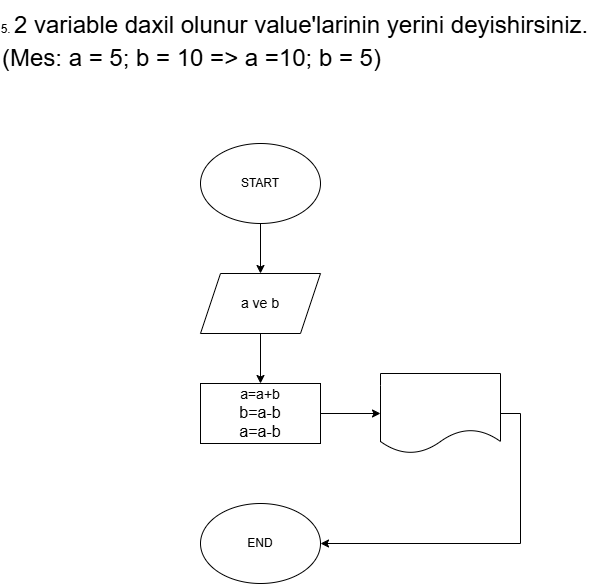 5. 2 variable daxil olunur value'larinin yerini deyishirsiniz.
(Mes: a = 5; b = 10 => a =10; b = 5)
START
a ve b
a=a+b
b=a-b
a=a-b
END